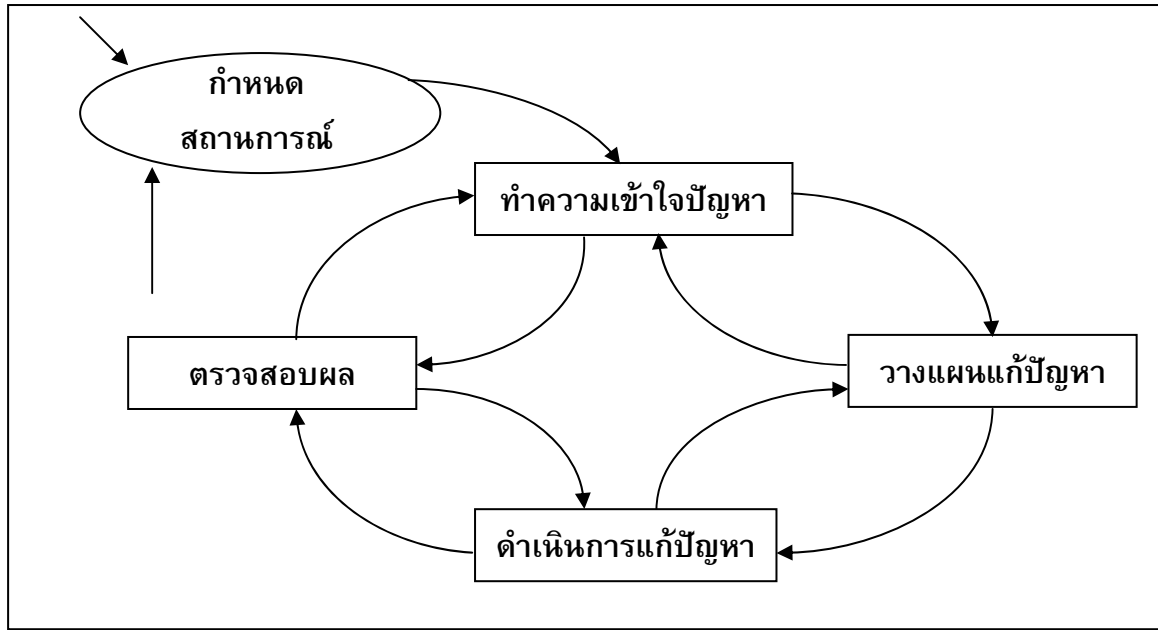 กำหนด
สถานการณ์
ทำความเข้าใจปัญหา
ตรวจสอบผล
วางแผนแก้ปัญหา
ดำเนินการแก้ปัญหา